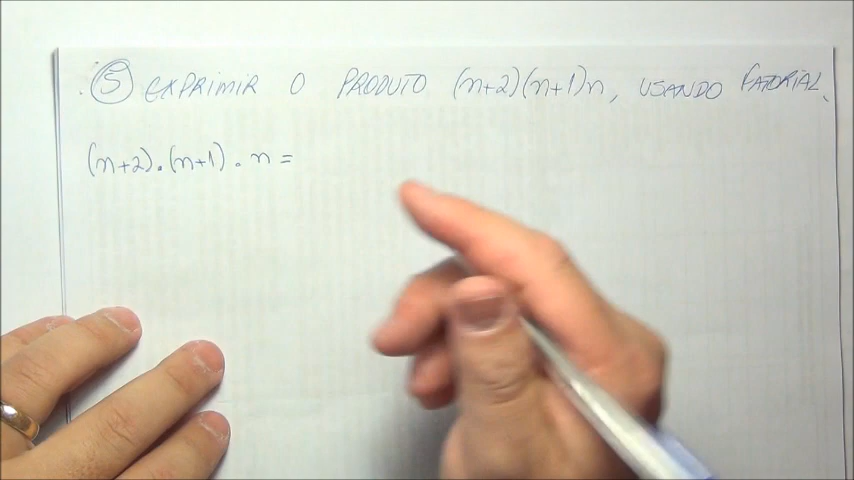 5 EXPRIMIR O PRODUTO (n+2)(n+1)n, USANDO FATORIAL.
(n+2).(n+1).n=